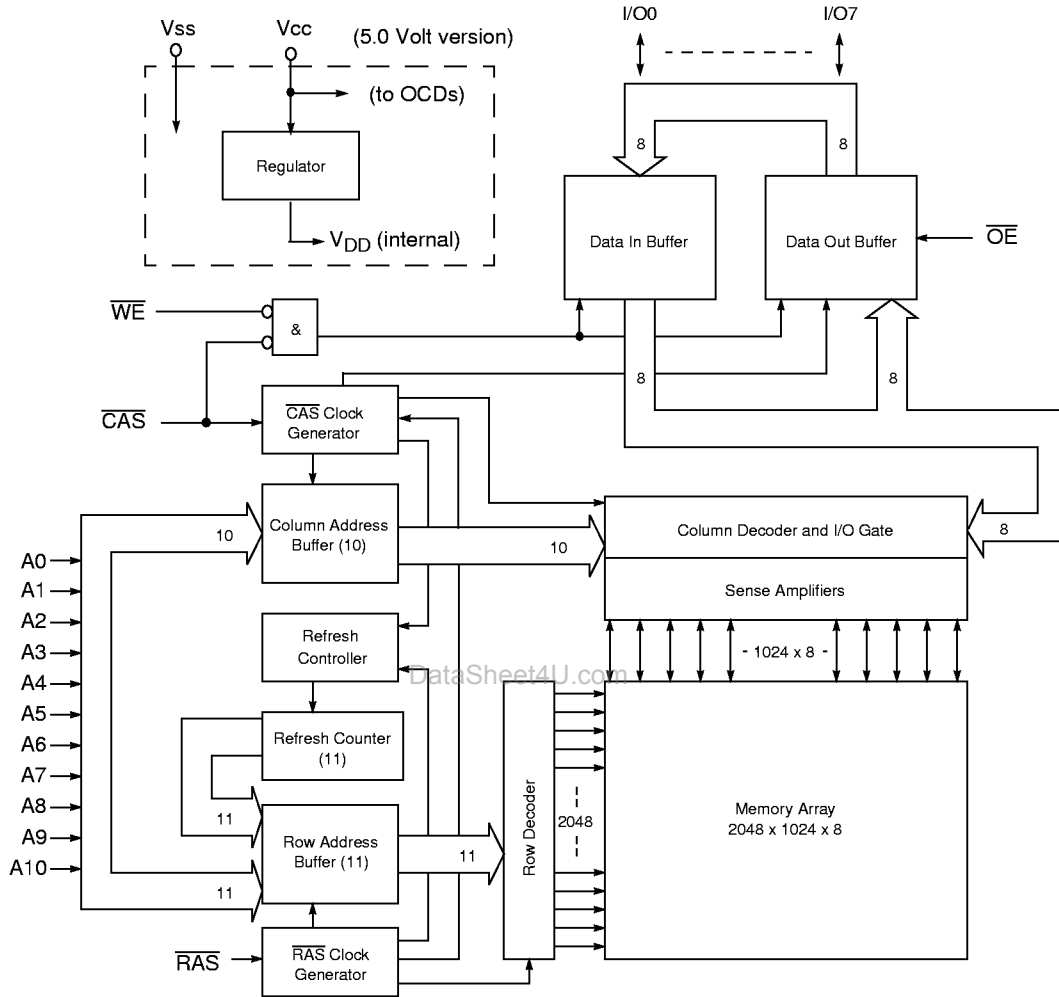 Vss
Vcc
(5.0 Volt version)
I/O0
I/O7
(to OCDs)
Regulator
VDD (internal)
8
8
Data In Buffer
Data Out Buffer
OE
WE
&
CAS
CAS Clock
Generator
8
8
Column Address
Buffer (10)
10
10
Column Decoder and I/O Gate
8
Sense Amplifiers
A0
A1
A2
A3
A4
A5
A6
A7
A8
A9
A10
Refresh
Controller
- 1024 x 8 -
DataSheet4U.com
Refresh Counter
(11)
11
Row Address
Buffer (11)
11
11
Row Decoder
2048
Memory Array
2048 x 1024 x 8
RAS
RAS Clock
Generator